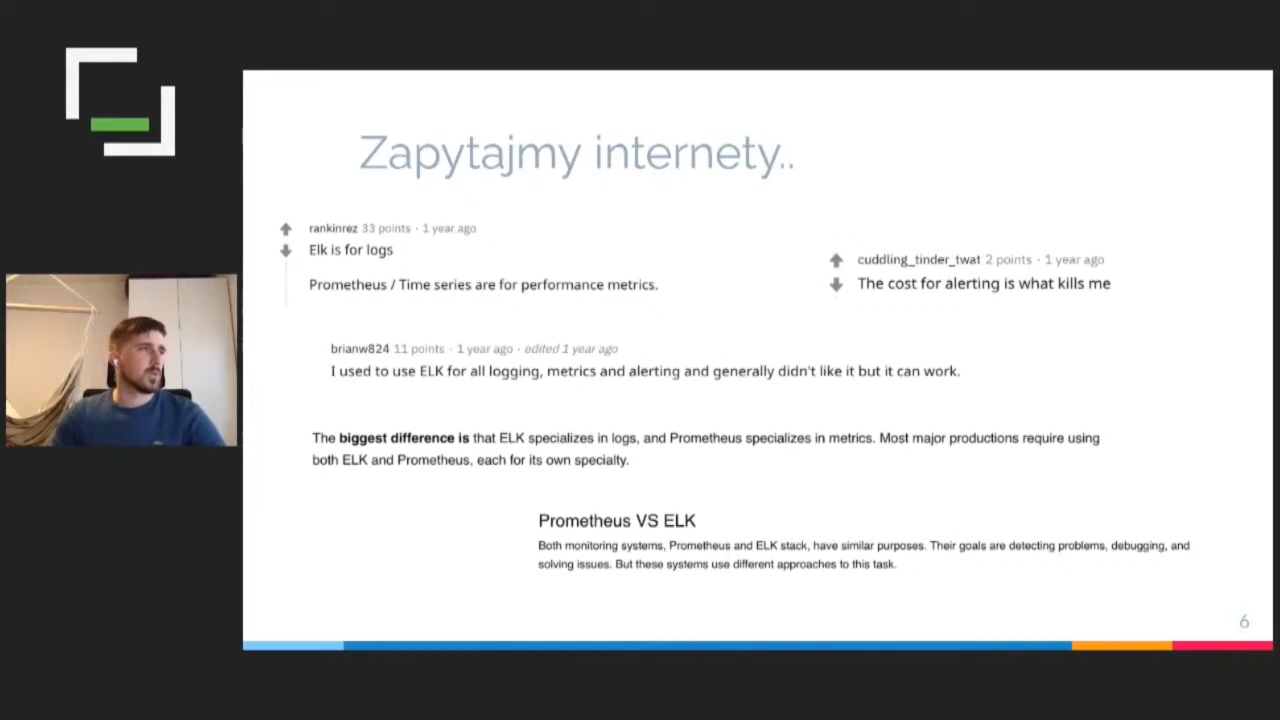 Zapytajmy internety..
rankinrez 33 points · 1 year ago
Elk is for logs
Prometheus / Time series are for performance metrics.
cuddling_tinder_twat 2 points · 1 year ago
The cost for alerting is what kills me
brianw824 11 points · 1 year ago · edited 1 year ago
I used to use ELK for all logging, metrics and alerting and generally didn't like it but it can work.
The biggest difference is that ELK specializes in logs, and Prometheus specializes in metrics. Most major productions require using
both ELK and Prometheus, each for its own specialty.
Prometheus VS ELK
Both monitoring systems, Prometheus and ELK stack, have similar purposes. Their goals are detecting problems, debugging, and
solving issues. But these systems use different approaches to this task.
6